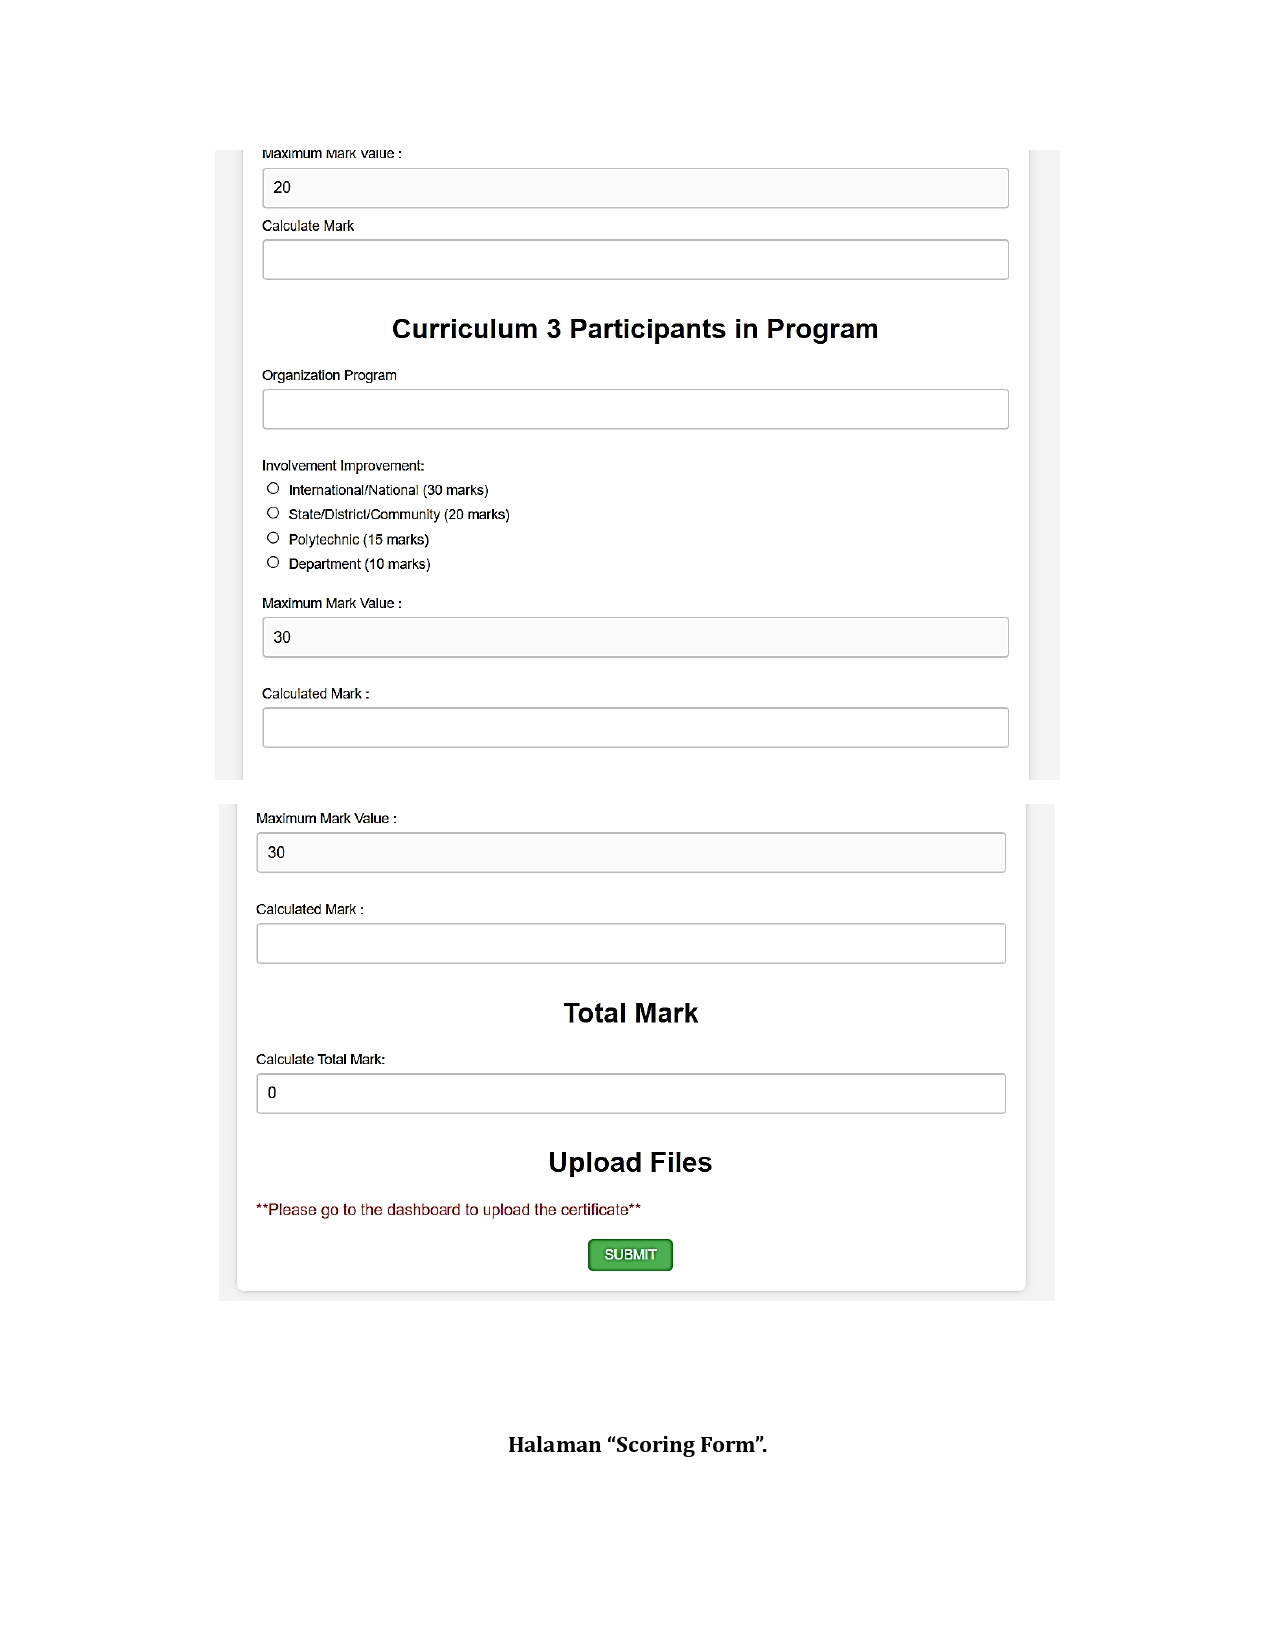 Maximum Mark Value :
20
Calculate Mark
Curriculum 3 Participants in Program
Organization Program
Involvement Improvement:
International/National (30 marks)
State/District/Community (20 marks)
Polytechnic (15 marks)
Department (10 marks)
Maximum Mark Value :
30
Calculated Mark :
Maximum Mark Value :
30
Calculated Mark :
Total Mark
Calculate Total Mark:
0
Upload Files
**Please go to the dashboard to upload the certificate**
SUBMIT
Halaman “Scoring Form”.